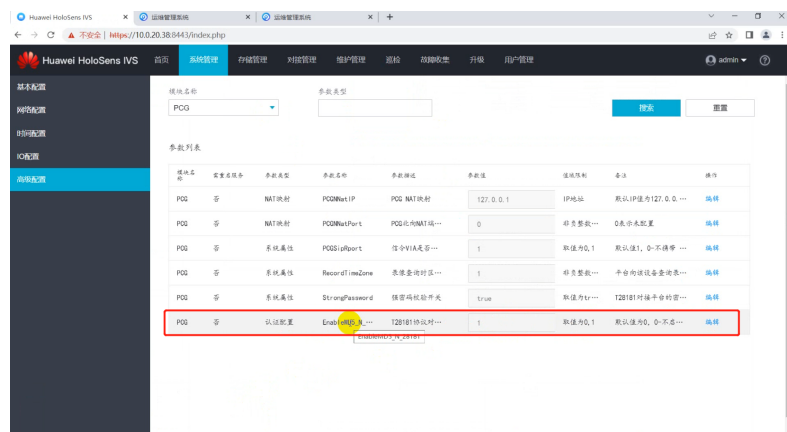 Huawei HoloSens IVS
运维管理系统
运维管理系统
不安全 | https://10.0.20.38:8443/index.php
Huawei HoloSens IVS
首页 系统管理 存储管理 对接管理 维护管理 巡检 故障收集 升级 用户管理
admin
基本配置
网络配置
时间配置
IO配置
高级配置
模块名称 参数类型
PCG
搜索 重置
参数列表
模块名称 需重启服务 参数类型 参数名称 参数描述 参数值 值域限制 备注 操作
PCG 否 NAT映射 PCGNNatIP PCG NAT映射 127.0.0.1 IP地址 默认IP值为127.0.0.… 编辑
PCG 否 NAT映射 PCGNNatPort PCG北向NAT端… 0 非负整数… 0表示未配置 编辑
PCG 否 系统属性 PCGSipRport 信令VIA是否… 1 取值为0,1 默认值1, 0-不携带 … 编辑
PCG 否 系统属性 RecordTimeZone 录像查询时区… 1 非负整数… 平台向该设备查询录… 编辑
PCG 否 系统属性 StrongPassword 强密码校验开关 true 取值为tr… T28181对接平台的密… 编辑
PCG 否 认证配置 EnableMD5_N_… T28181协议对… 1 取值为0,1 默认值为0, 0-不启… 编辑
EnableMD5_N_28181